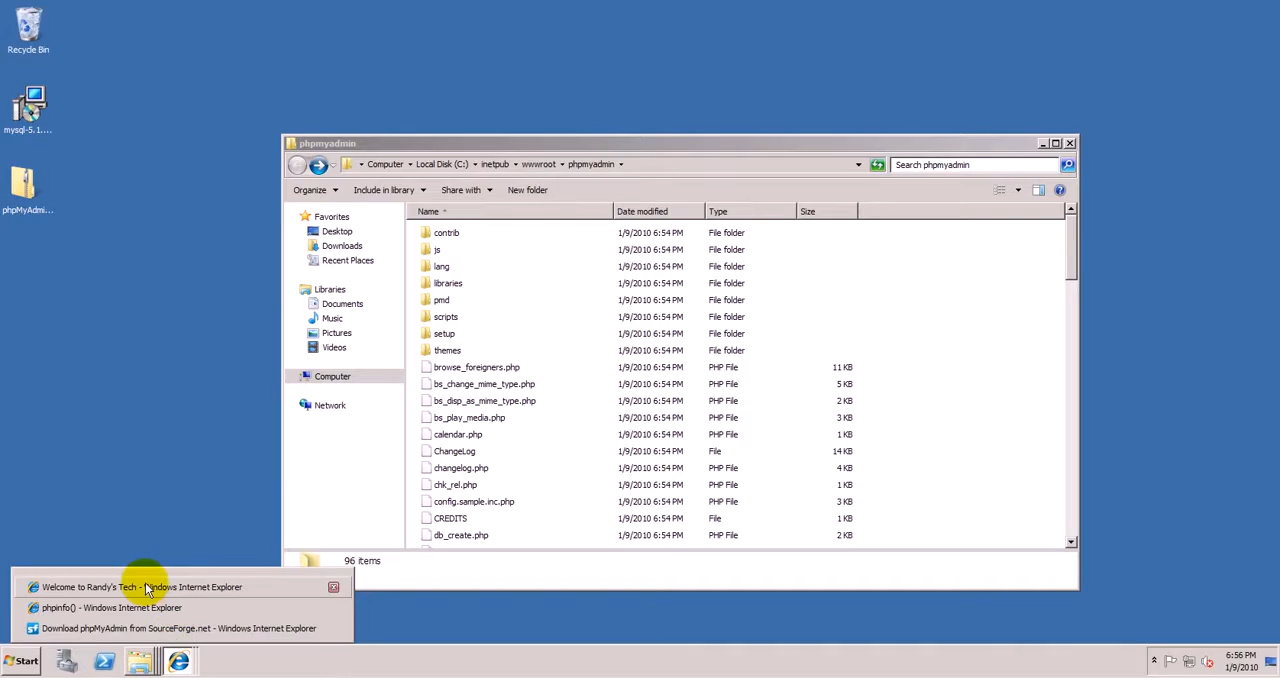 Recycle Bin
mysql-5.1....
phpMyAdmi...
phpmyadmin
Computer
Local Disk (C:)
inetpub
wwwroot
phpmyadmin
Search phpmyadmin
Organize
Include in library
Share with
New folder
Name
Date modified
Type
Size
Favorites
Desktop
Downloads
Recent Places
Libraries
Documents
Music
Pictures
Videos
Computer
Network
contrib 1/9/2010 6:54 PM File folder
js 1/9/2010 6:54 PM File folder
lang 1/9/2010 6:54 PM File folder
libraries 1/9/2010 6:54 PM File folder
pmd 1/9/2010 6:54 PM File folder
scripts 1/9/2010 6:54 PM File folder
setup 1/9/2010 6:54 PM File folder
themes 1/9/2010 6:54 PM File folder
browse_foreigners.php 1/9/2010 6:54 PM PHP File 11 KB
bs_change_mime_type.php 1/9/2010 6:54 PM PHP File 5 KB
bs_disp_as_mime_type.php 1/9/2010 6:54 PM PHP File 2 KB
bs_play_media.php 1/9/2010 6:54 PM PHP File 3 KB
calendar.php 1/9/2010 6:54 PM PHP File 1 KB
ChangeLog 1/9/2010 6:54 PM File 14 KB
changelog.php 1/9/2010 6:54 PM PHP File 4 KB
chk_rel.php 1/9/2010 6:54 PM PHP File 1 KB
config.sample.inc.php 1/9/2010 6:54 PM PHP File 3 KB
CREDITS 1/9/2010 6:54 PM File 8 KB
db_create.php 1/9/2010 6:54 PM PHP File 2 KB
96 items
Welcome to Randy's Tech - Windows Internet Explorer
phpinfo() - Windows Internet Explorer
Download phpMyAdmin from SourceForge.net - Windows Internet Explorer
Start
6:56 PM
1/9/2010